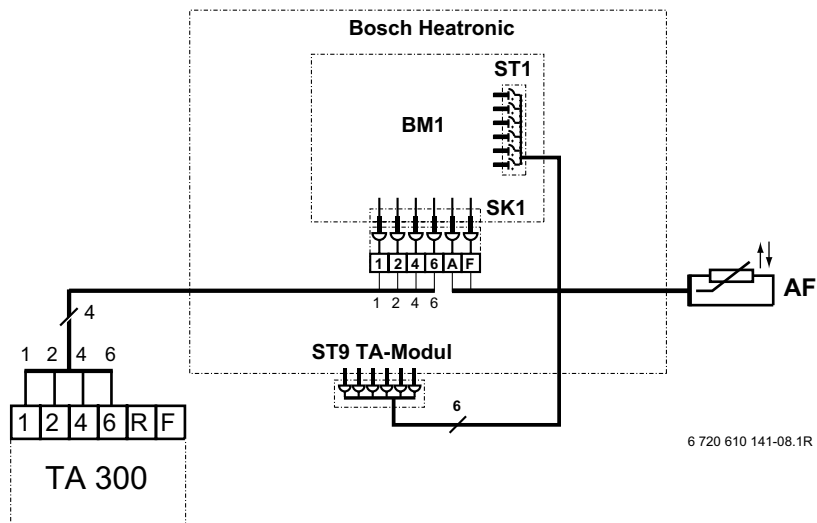 Bosch Heatronic
ST1
BM1
SK1
1 2 4 6 A F
1 2 4 6
AF
4
ST9 TA-Modul
1 2 4 6
6
1 2 4 6 R F
6 720 610 141-08.1R
TA 300